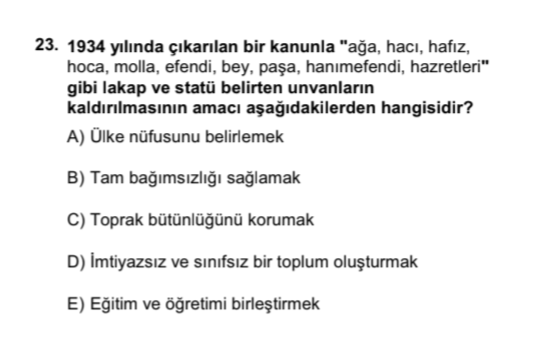 23. 1934 yılında çıkarılan bir kanunla "ağa, hacı, hafız,
hoca, molla, efendi, bey, paşa, hanımefendi, hazretleri"
gibi lakap ve statü belirten unvanların
kaldırılmasının amacı aşağıdakilerden hangisidir?
A) Ülke nüfusunu belirlemek
B) Tam bağımsızlığı sağlamak
C) Toprak bütünlüğünü korumak
D) İmtiyazsız ve sınıfsız bir toplum oluşturmak
E) Eğitim ve öğretimi birleştirmek